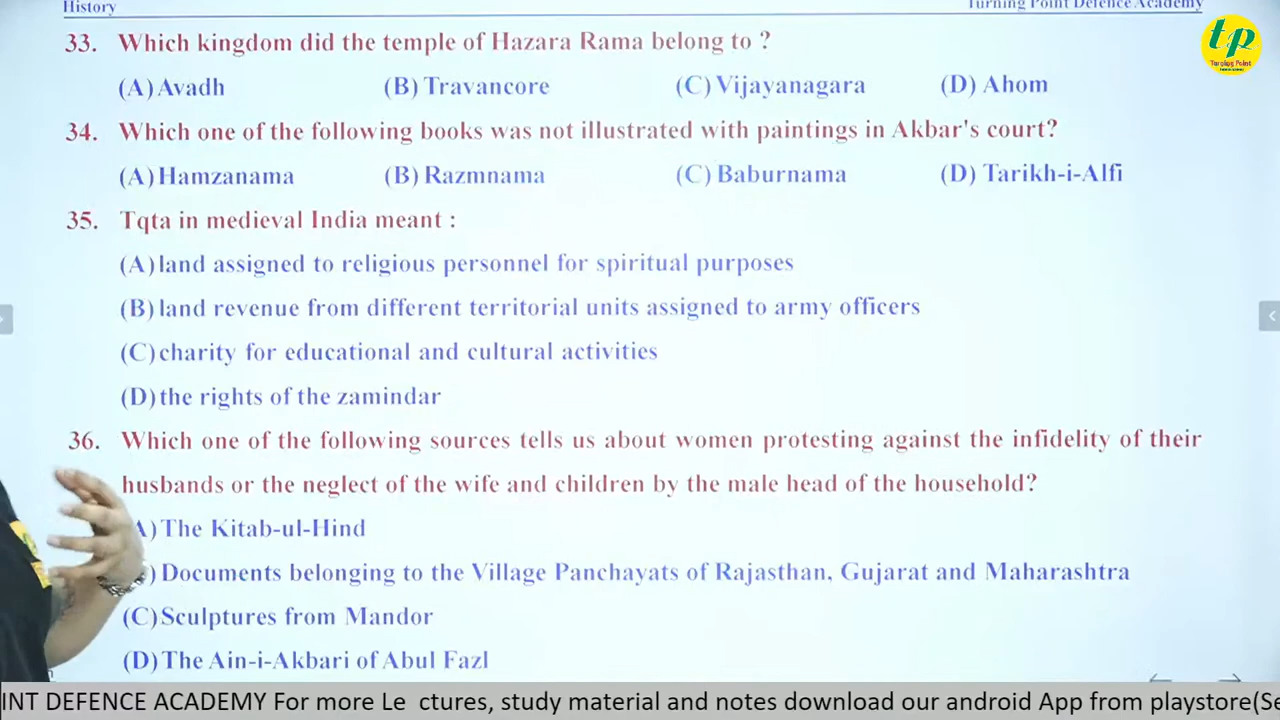 History Turning Point Defence Academy
tp
Turning Point
33. Which kingdom did the temple of Hazara Rama belong to ?
(A) Avadh (B) Travancore (C) Vijayanagara (D) Ahom
34. Which one of the following books was not illustrated with paintings in Akbar's court?
(A) Hamzanama (B) Razmnama (C) Baburnama (D) Tarikh-i-Alfi
35. Tqta in medieval India meant :
(A) land assigned to religious personnel for spiritual purposes
(B) land revenue from different territorial units assigned to army officers
(C) charity for educational and cultural activities
(D) the rights of the zamindar
36. Which one of the following sources tells us about women protesting against the infidelity of their
husbands or the neglect of the wife and children by the male head of the household?
A) The Kitab-ul-Hind
) Documents belonging to the Village Panchayats of Rajasthan, Gujarat and Maharashtra
(C) Sculptures from Mandor
(D) The Ain-i-Akbari of Abul Fazl
INT DEFENCE ACADEMY For more Le ctures, study material and notes download our android App from playstore(Se